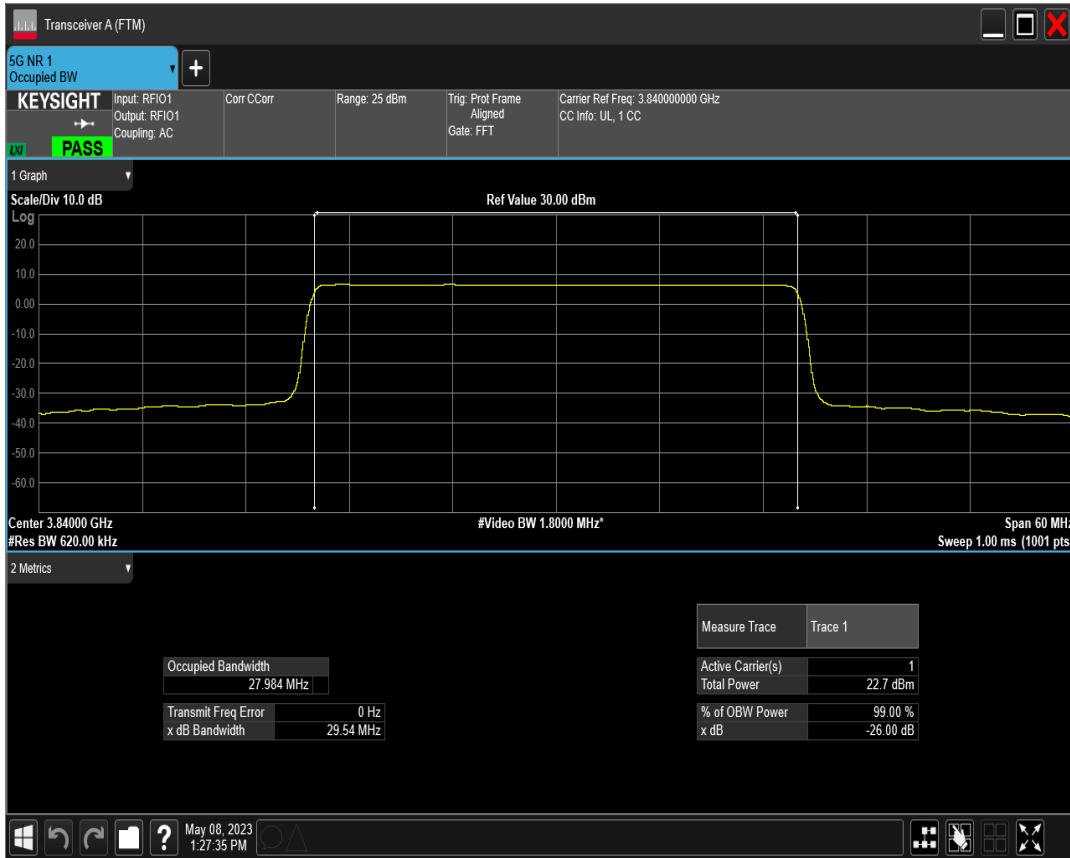 Transceiver A (FTM)
5G NR 1
Occupied BW
+
KEYSIGHT
LXI
PASS
Input: RFIO1
Output: RFIO1
Coupling: AC
Corr CCorr
Range: 25 dBm
Trig: Prot Frame
Aligned
Gate: FFT
Carrier Ref Freq: 3.840000000 GHz
CC Info: UL, 1 CC
1 Graph
Scale/Div 10.0 dB
Ref Value 30.00 dBm
Log
20.0
10.0
0.00
-10.0
-20.0
-30.0
-40.0
-50.0
-60.0
Center 3.84000 GHz
#Video BW 1.8000 MHz*
Span 60 MHz
#Res BW 620.00 kHz
Sweep 1.00 ms (1001 pts
2 Metrics
Measure Trace Trace 1
Occupied Bandwidth
27.984 MHz
Active Carrier(s) 1
Total Power 22.7 dBm
Transmit Freq Error 0 Hz
x dB Bandwidth 29.54 MHz
% of OBW Power 99.00 %
x dB -26.00 dB
?
May 08, 2023
1:27:35 PM